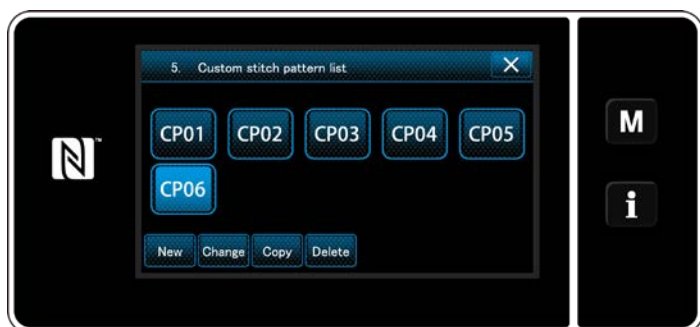 5. Custom stitch pattern list X
CP01 CP02 CP03 CP04 CP05
M
CP06
i
New Change Copy Delete
N